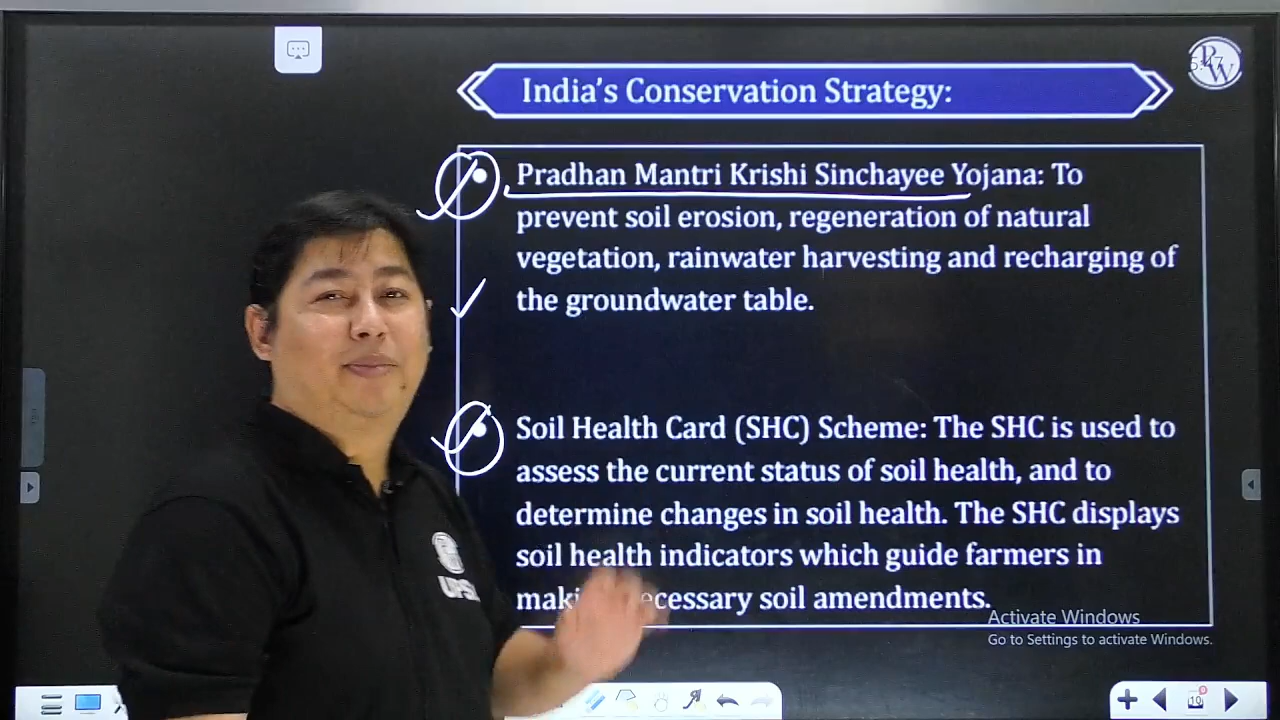 India's Conservation Strategy:
Pradhan Mantri Krishi Sinchayee Yojana: To
prevent soil erosion, regeneration of natural
vegetation, rainwater harvesting and recharging of
the groundwater table.
Soil Health Card (SHC) Scheme: The SHC is used to
assess the current status of soil health, and to
determine changes in soil health. The SHC displays
soil health indicators which guide farmers in
soil amendments.
Activate Windows
Go to Settings to activate Windows.
PW